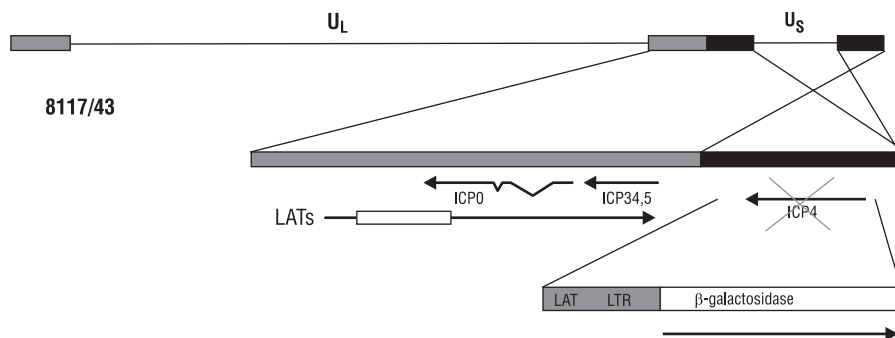 U_L
U_S
8117/43
ICP0
ICP34,5
LATs
ICP4
LAT LTR β-galactosidase